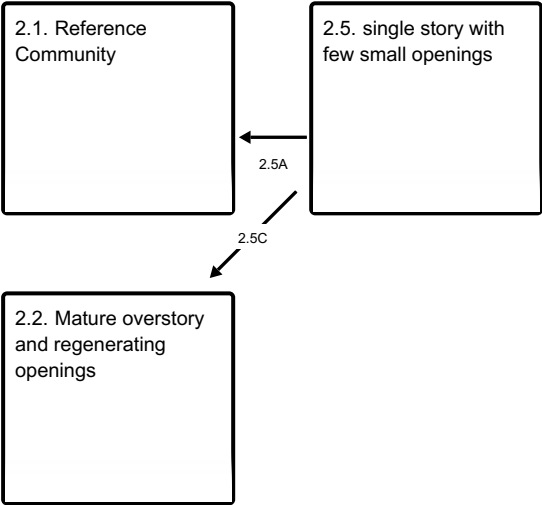 2.1. Reference
Community
2.5. single story with
few small openings
2.5A
2.5C
2.2. Mature overstory
and regenerating
openings